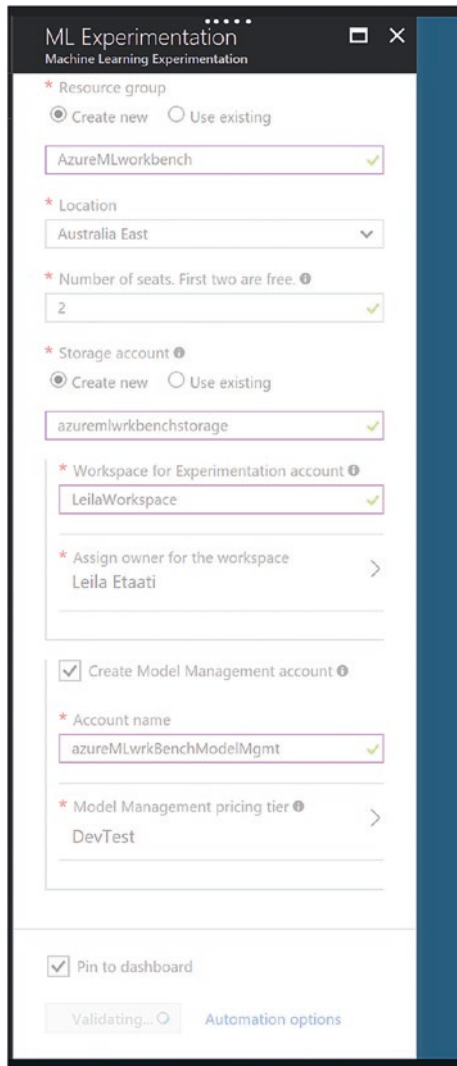 ML Experimentation
Machine Learning Experimentation
* Resource group
Create new Use existing
AzureMLworkbench
* Location
Australia East
* Number of seats. First two are free.
2
* Storage account
Create new Use existing
azuremlwrkbenchstorage
* Workspace for Experimentation account
LeilaWorkspace
* Assign owner for the workspace
Leila Etaati
Create Model Management account
* Account name
azureMLwrkBenchModelMgmt
* Model Management pricing tier
DevTest
Pin to dashboard
Validating... Automation options